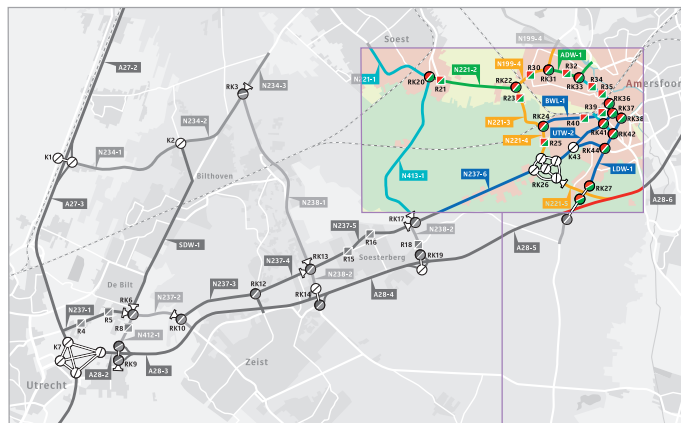 N199-4
Soest
ADW-1
A27-2
N221-1
N221-2
N199-4
R30
RK31
R32
RK33
R34
R35
Amersfoor
RK3
N234-3
RK20
R21
RK22
R23
BWL-1
R39
RK36
RK37
RK38
N221-3
RK24
R40
RK41
RK42
N234-2
K2
UTW-2
N221-4
R25
K43
RK44
K1
N234-1
Bilthoven
RK26
LDW-1
N413-1
N237-6
RK27
A28-6
A27-3
N238-1
N221-5
RK17
N237-5
R16
N238-2
SDW-1
R15
R18
A28-5
Soesterberg
RK19
N237-4
RK13
N238-2
N237-3
RK12
De Bilt
RK14
A28-4
RK6
N237-2
N237-1
R5
R4
R8
RK10
N412-1
K7
Zeist
RK9
A28-2
A28-3
Utrecht